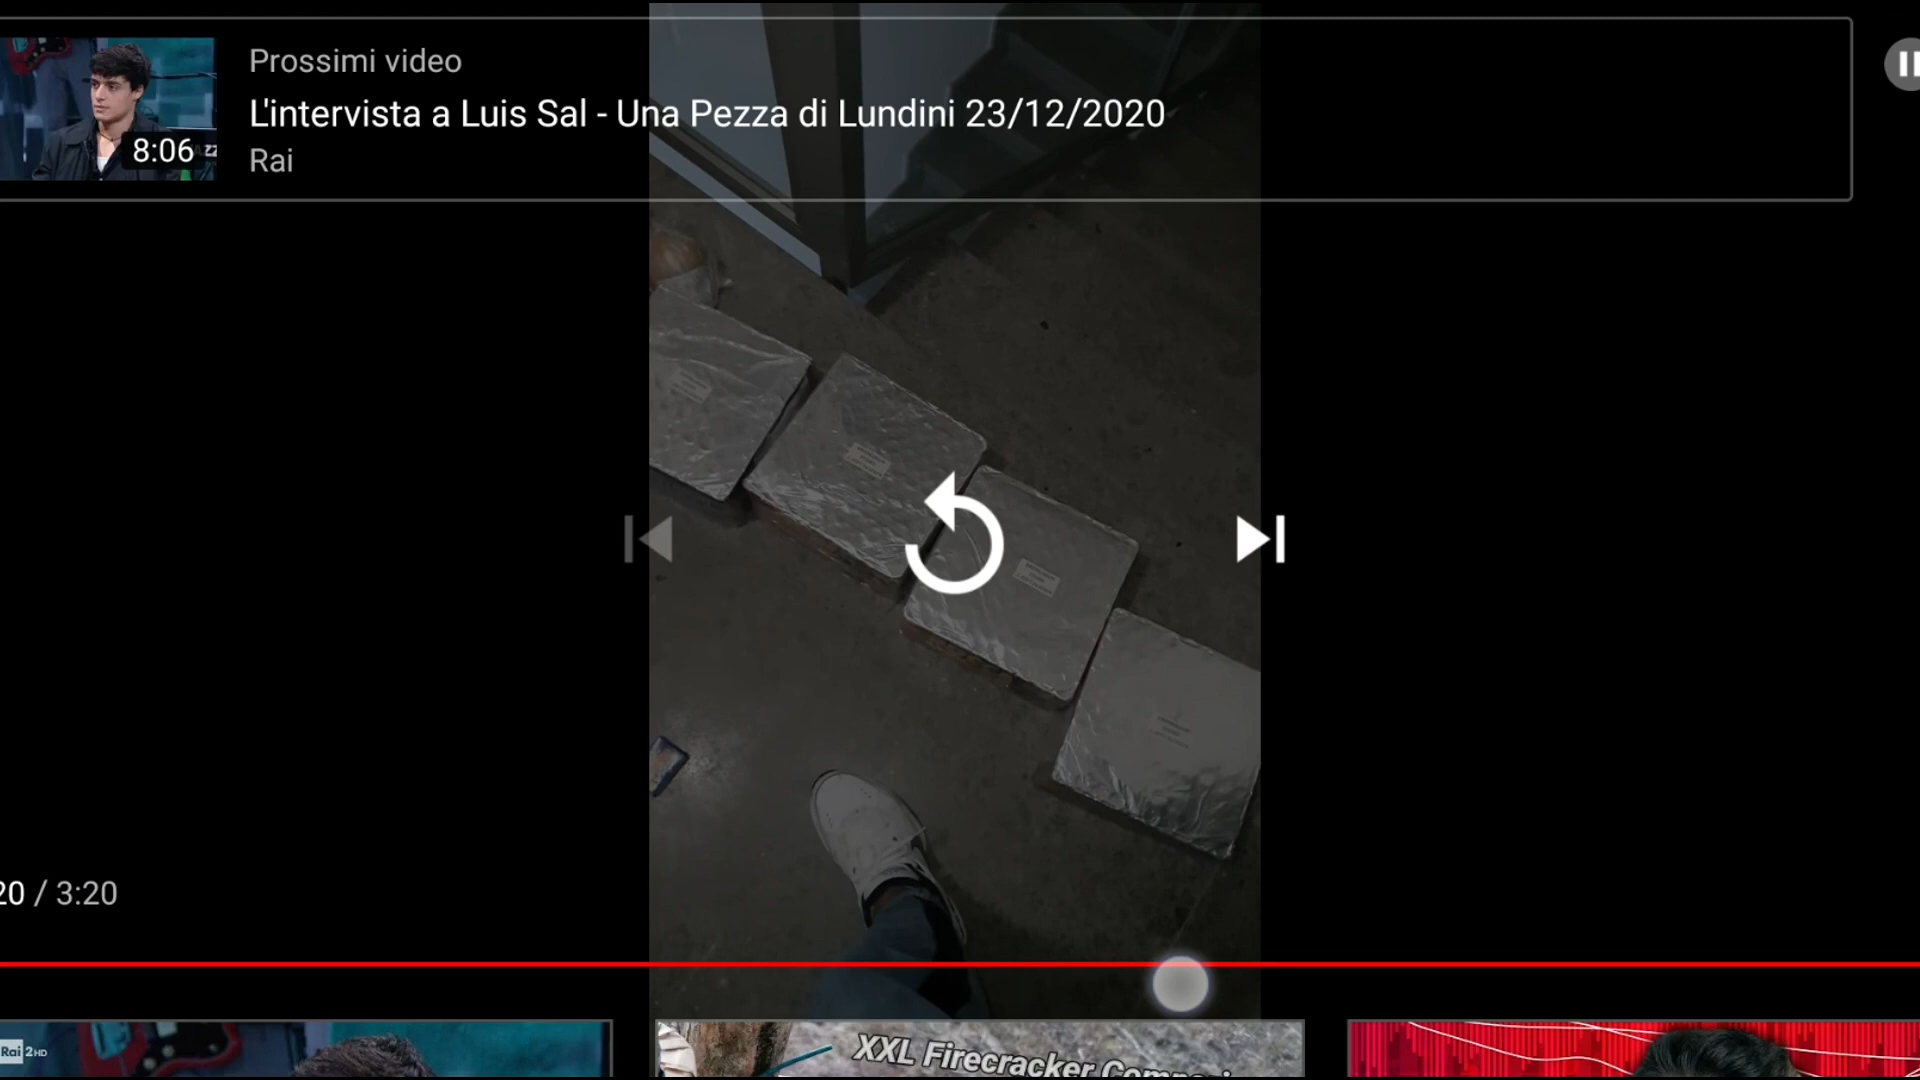 Prossimi video
L'intervista a Luis Sal - Una Pezza di Lundini 23/12/2020
8:06
Rai
20 / 3:20
Rai 2HD
XXL Firecracker